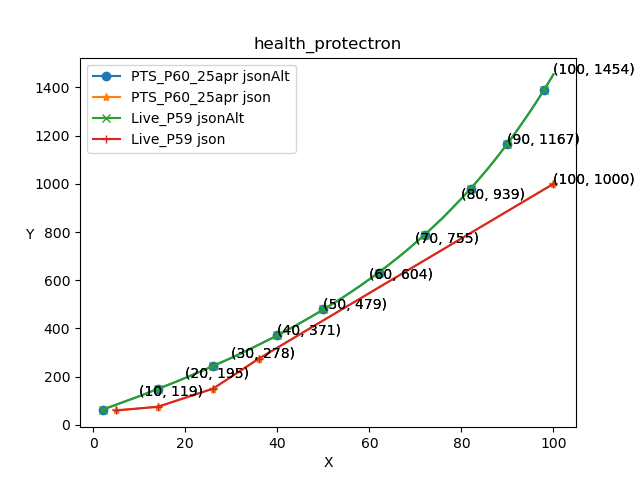 health_protectron
PTS_P60_25apr jsonAlt
PTS_P60_25apr json
Live_P59 jsonAlt
Live_P59 json
(100, 1454)
(90, 1167)
(100, 1000)
(80, 939)
(70, 755)
(60, 604)
(50, 479)
(40, 371)
(30, 278)
(20, 195)
(10, 119)
1400
1200
1000
800
600
400
200
0
Y
0 20 40 60 80 100
X